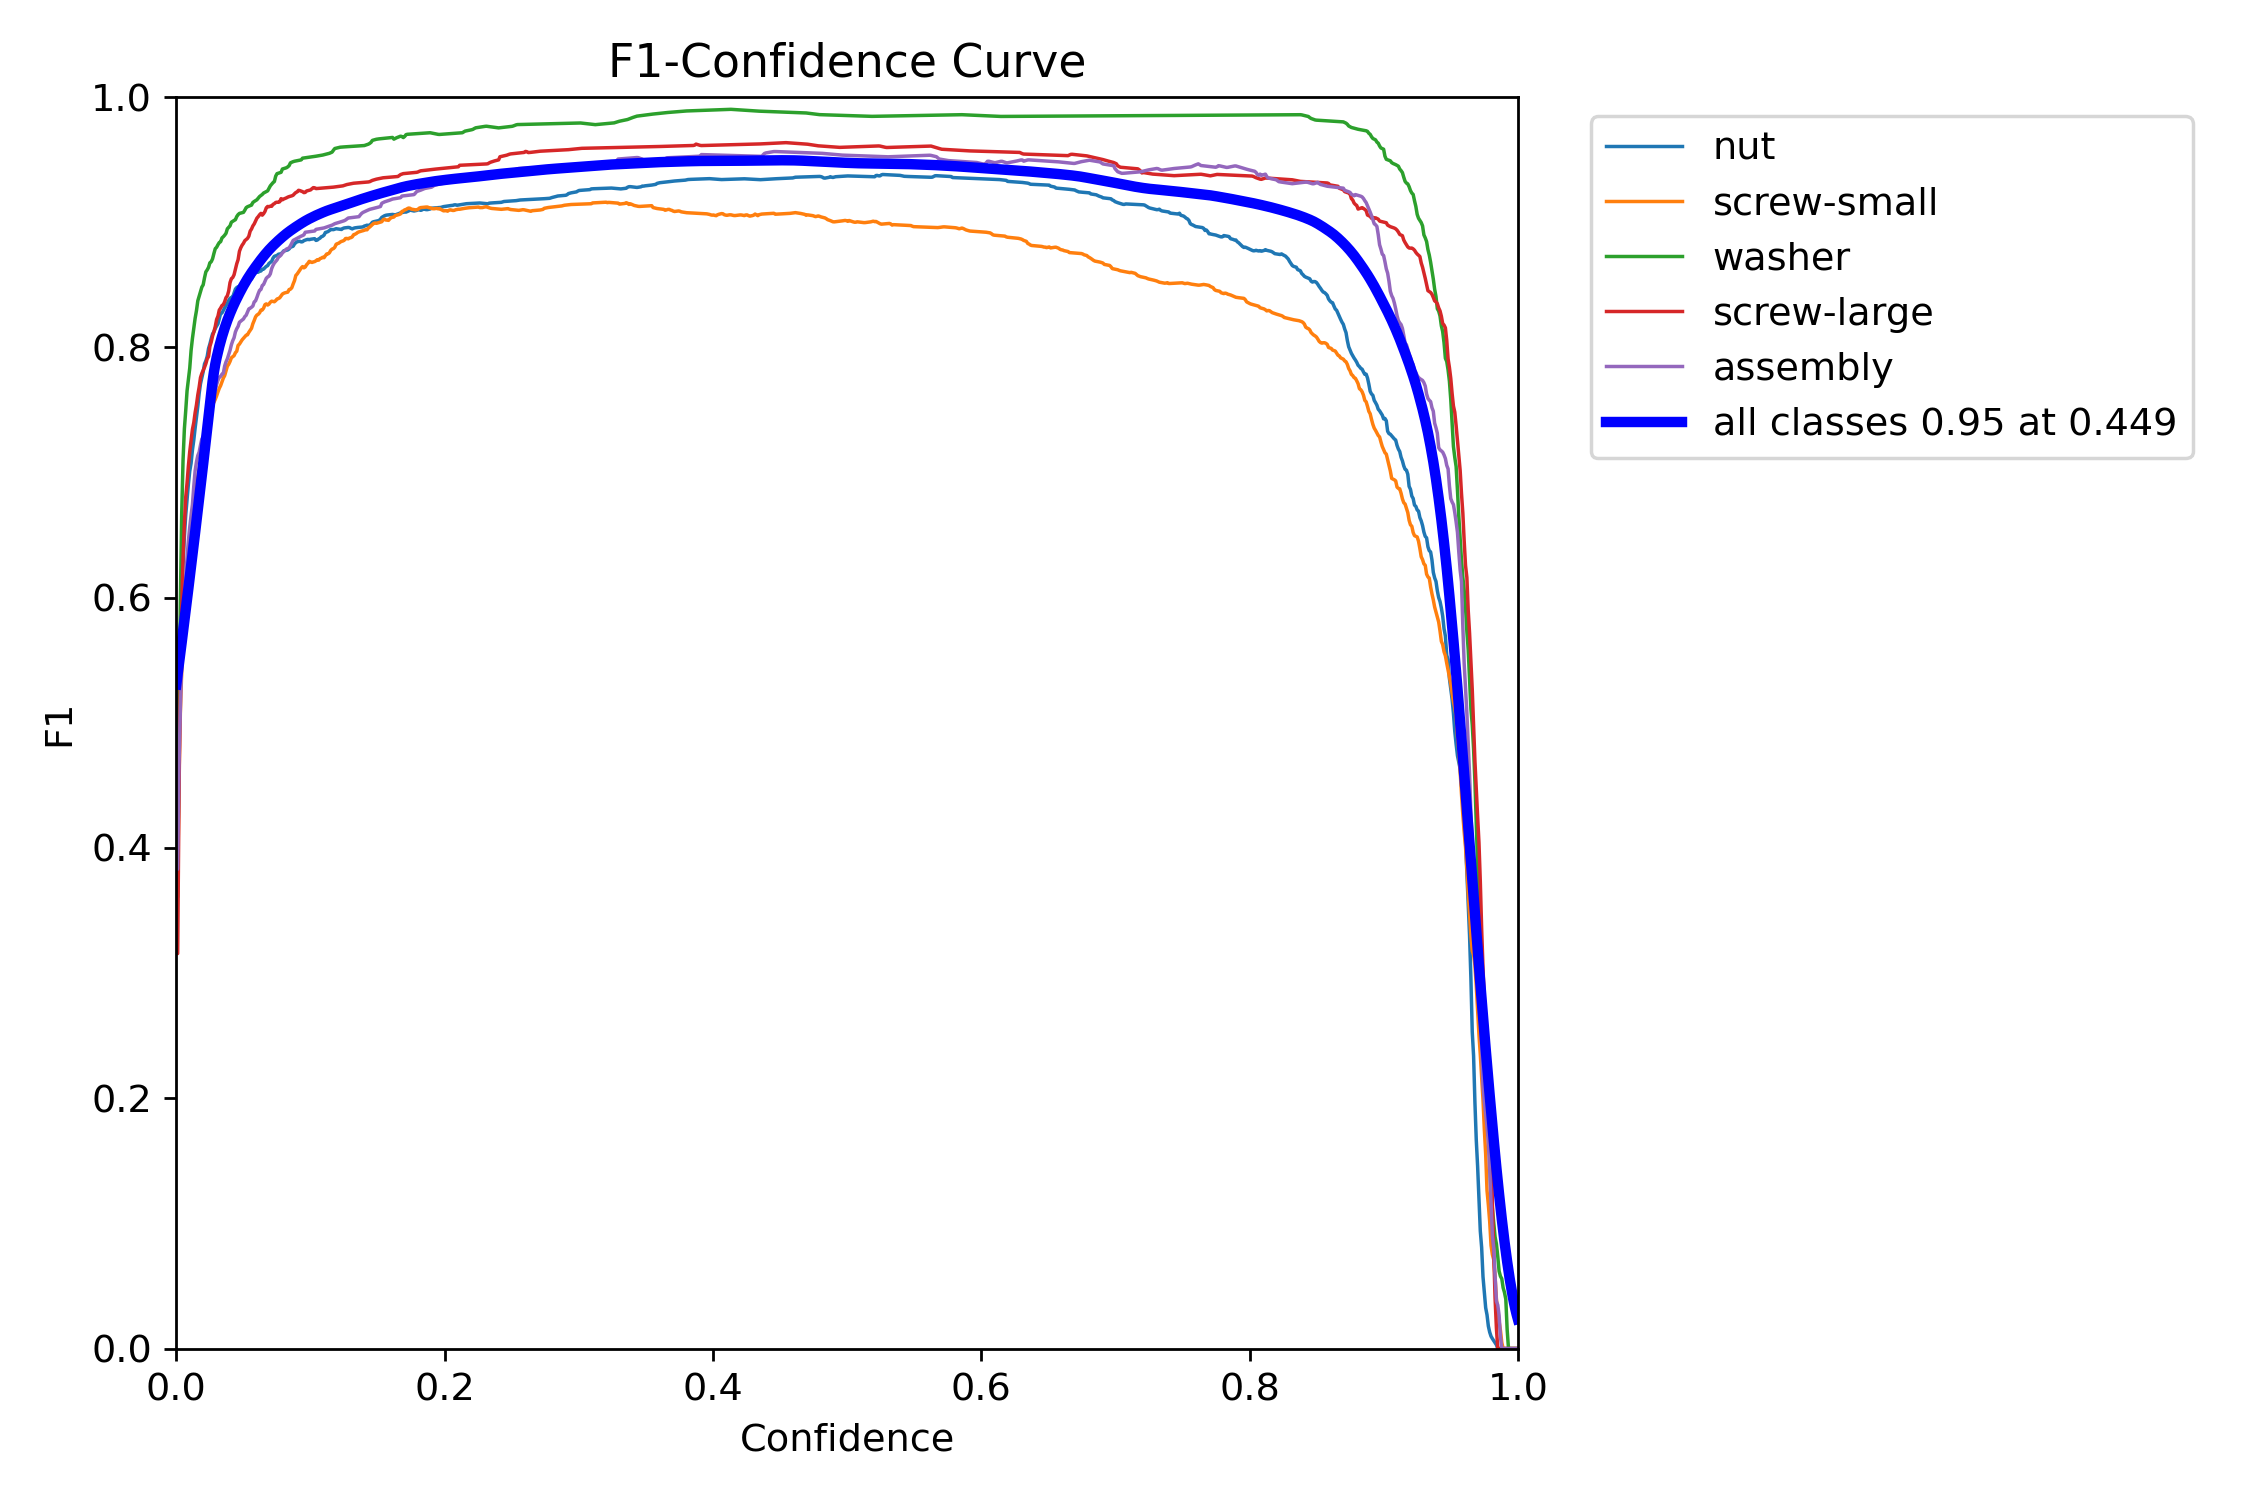 F1-Confidence Curve
1.0
0.8
0.6
0.4
0.2
0.0
F1
0.0 0.2 0.4 0.6 0.8 1.0
Confidence
nut
screw-small
washer
screw-large
assembly
all classes 0.95 at 0.449